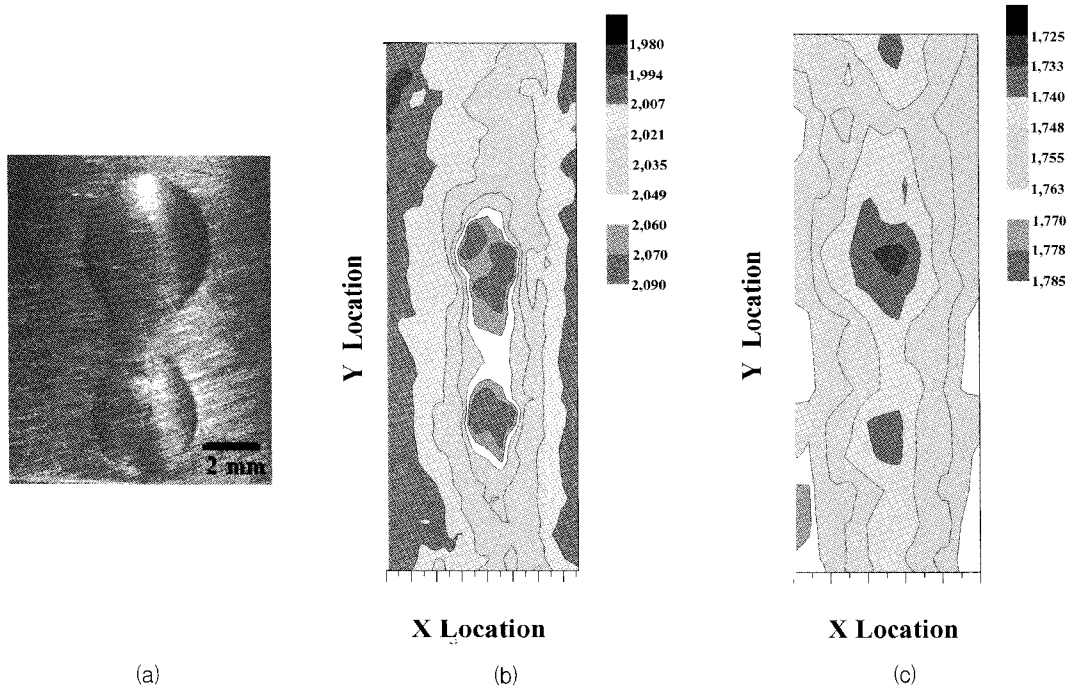 2 mm
1,980
1,994
2,007
2,021
2,035
2,049
2,060
2,070
2,090
Y Location
X Location
1,725
1,733
1,740
1,748
1,755
1,763
1,770
1,778
1,785
Y Location
X Location
(a)
(b)
(c)